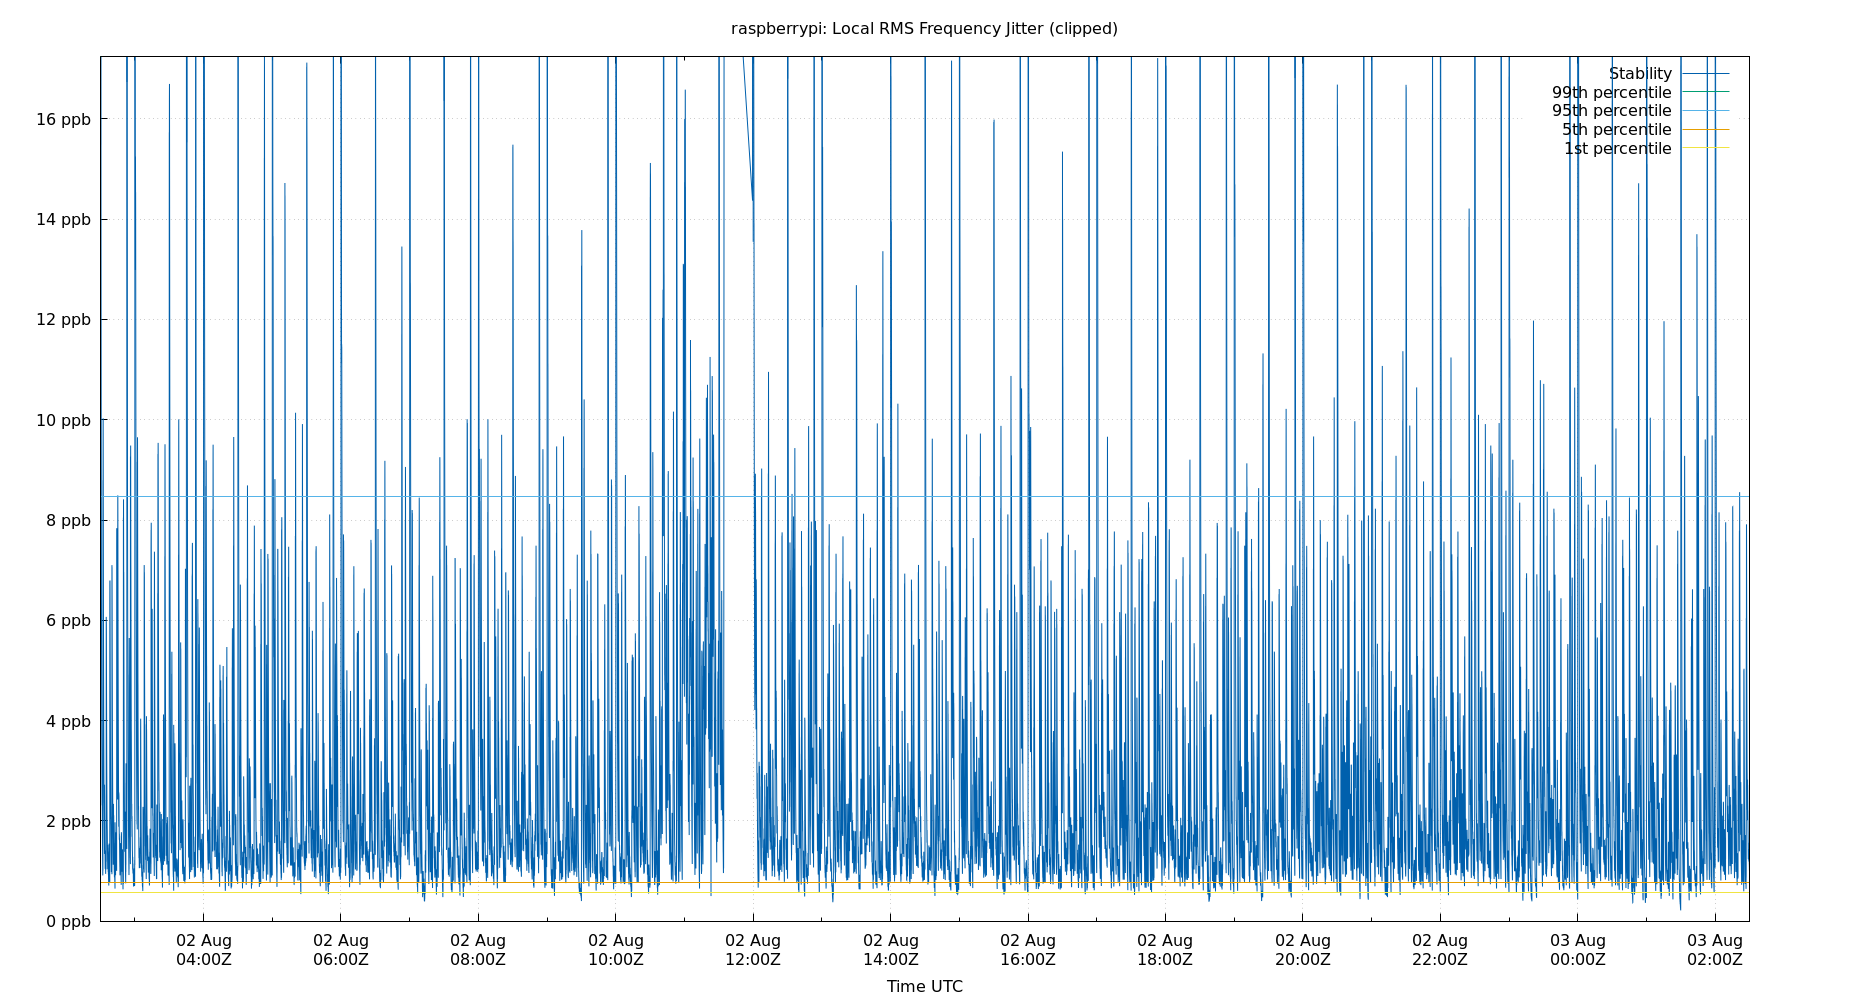 raspberrypi: Local RMS Frequency Jitter (clipped)
Stability
99th percentile
95th percentile
5th percentile
1st percentile
16 ppb
14 ppb
12 ppb
10 ppb
8 ppb
6 ppb
4 ppb
2 ppb
0 ppb
02 Aug 02 Aug 02 Aug 02 Aug 02 Aug 02 Aug 02 Aug 02 Aug 02 Aug 02 Aug 03 Aug 03 Aug
04:00Z 06:00Z 08:00Z 10:00Z 12:00Z 14:00Z 16:00Z 18:00Z 20:00Z 22:00Z 00:00Z 02:00Z
Time UTC